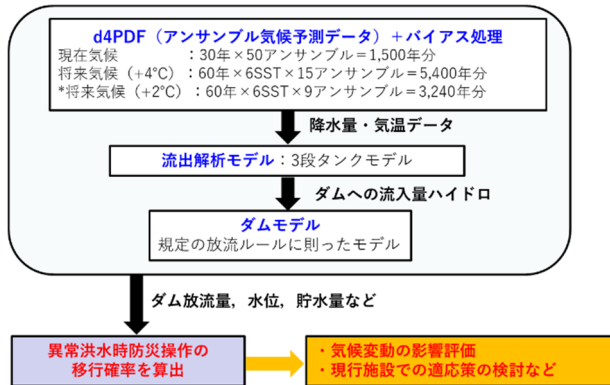 d4PDF（アンサンブル気候予測データ）＋バイアス処理
現在気候　　　　：30年×50アンサンブル＝1,500年分
将来気候（+4℃）：60年×6SST×15アンサンブル＝5,400年分
*将来気候（+2℃）：60年×6SST×9アンサンブル＝3,240年分
降水量・気温データ
流出解析モデル：3段タンクモデル
ダムへの流入量ハイドロ
ダムモデル
規定の放流ルールに則ったモデル
ダム放流量，水位，貯水量など
異常洪水時防災操作の
移行確率を算出
・気候変動の影響評価
・現行施設での適応策の検討など